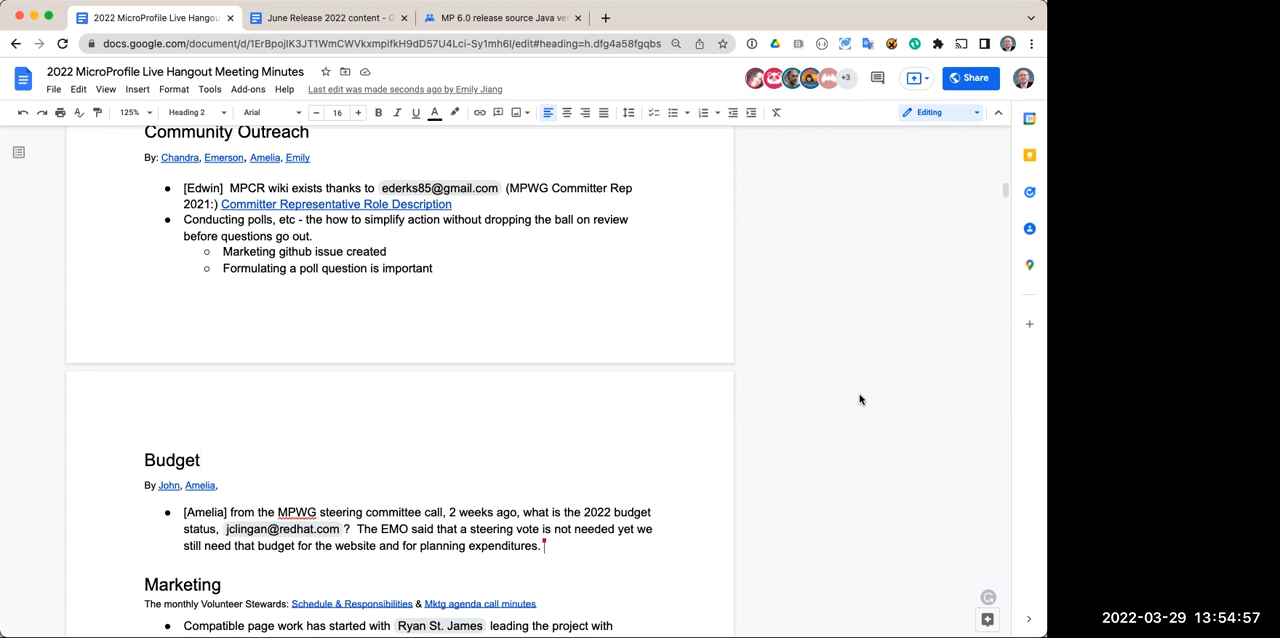 2022 MicroProfile Live Hangou
June Release 2022 content - G
MP 6.0 release source Java ve
docs.google.com/document/d/1ErBpojIK3JT1WmCWVkxmpifkH9dD57U4Lci-Sy1mh6I/edit#heading=h.dfg4a58fgqbs
2022 MicroProfile Live Hangout Meeting Minutes
+3
Share
File Edit View Insert Format Tools Add-ons Help Last edit was made seconds ago by Emily Jiang
125% Heading 2 Arial 16 B I U A Editing
Community Outreach
By: Chandra, Emerson, Amelia, Emily
● [Edwin] MPCR wiki exists thanks to ederks85@gmail.com (MPWG Committer Rep
2021:) Committer Representative Role Description
● Conducting polls, etc - the how to simplify action without dropping the ball on review
before questions go out.
○ Marketing github issue created
○ Formulating a poll question is important
Budget
By John, Amelia,
● [Amelia] from the MPWG steering committee call, 2 weeks ago, what is the 2022 budget
status, jclingan@redhat.com ? The EMO said that a steering vote is not needed yet we
still need that budget for the website and for planning expenditures.
Marketing
The monthly Volunteer Stewards: Schedule & Responsibilities & Mktg agenda call minutes
● Compatible page work has started with Ryan St. James leading the project with
2022-03-29 13:54:57